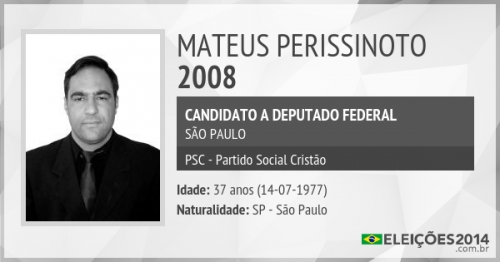 MATEUS PERISSINOTO
2008
CANDIDATO A DEPUTADO FEDERAL
SÃO PAULO
PSC - Partido Social Cristão
Idade: 37 anos (14-07-1977)
Naturalidade: SP - São Paulo
ELEIÇÕES2014
.com.br